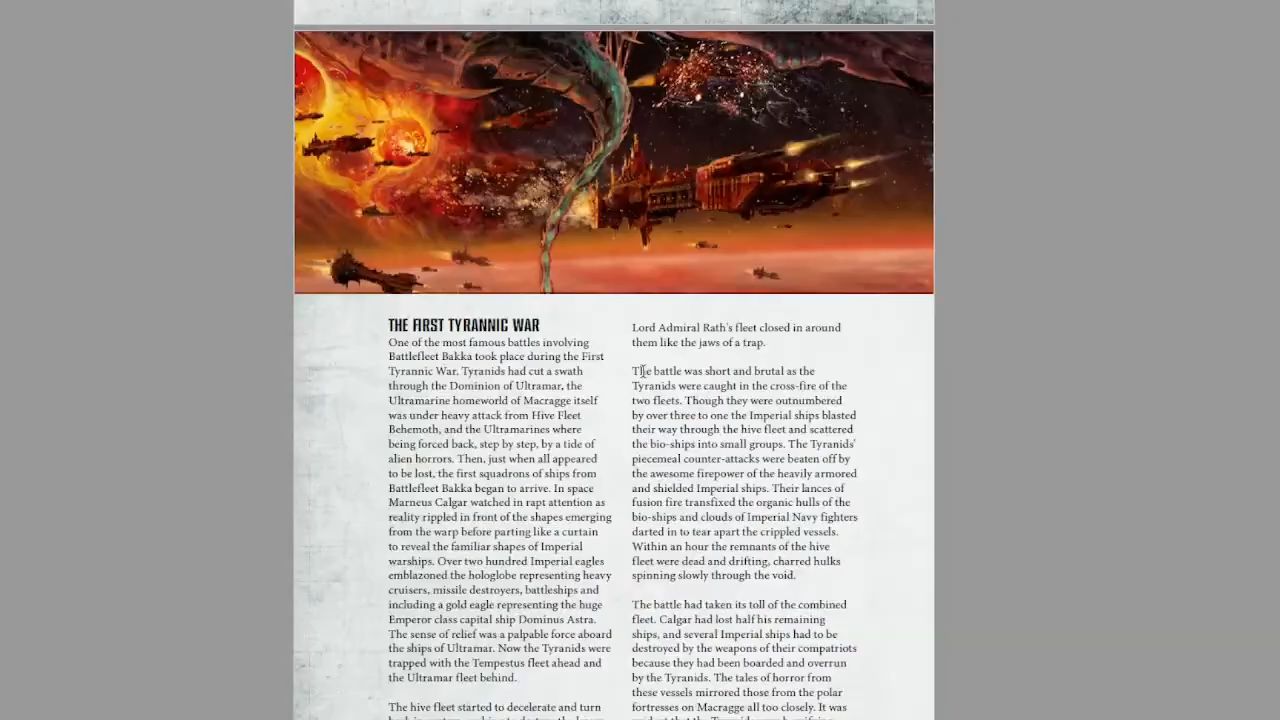 THE FIRST TYRANNIC WAR
One of the most famous battles involving
Battlefleet Bakka took place during the First
Tyrannic War. Tyranids had cut a swath
through the Dominion of Ultramar, the
Ultramarine homeworld of Macragge itself
was under heavy attack from Hive Fleet
Behemoth, and the Ultramarines where
being forced back, step by step, by a tide of
alien horrors. Then, just when all appeared
to be lost, the first squadrons of ships from
Battlefleet Bakka began to arrive. In space
Marneus Calgar watched in rapt attention as
reality rippled in front of the shapes emerging
from the warp before parting like a curtain
to reveal the familiar shapes of Imperial
warships. Over two hundred Imperial eagles
emblazoned the hologlobe representing heavy
cruisers, missile destroyers, battleships and
including a gold eagle representing the huge
Emperor class capital ship Dominus Astra.
The sense of relief was a palpable force aboard
the ships of Ultramar. Now the Tyranids were
trapped with the Tempestus fleet ahead and
the Ultramar fleet behind.
The hive fleet started to decelerate and turn
Lord Admiral Rath's fleet closed in around
them like the jaws of a trap.
The battle was short and brutal as the
Tyranids were caught in the cross-fire of the
two fleets. Though they were outnumbered
by over three to one the Imperial ships blasted
their way through the hive fleet and scattered
the bio-ships into small groups. The Tyranids'
piecemeal counter-attacks were beaten off by
the awesome firepower of the heavily armored
and shielded Imperial ships. Their lances of
fusion fire transfixed the organic hulls of the
bio-ships and clouds of Imperial Navy fighters
darted in to tear apart the crippled vessels.
Within an hour the remnants of the hive
fleet were dead and drifting, charred hulks
spinning slowly through the void.
The battle had taken its toll of the combined
fleet. Calgar had lost half his remaining
ships, and several Imperial ships had to be
destroyed by the weapons of their compatriots
because they had been boarded and overrun
by the Tyranids. The tales of horror from
these vessels mirrored those from the polar
fortresses on Macragge all too closely. It was